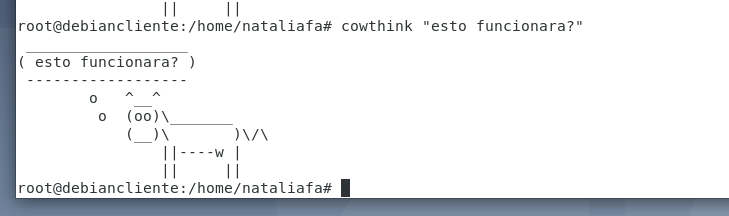 ||     ||
root@debiancliente:/home/nataliafa# cowthink "esto funcionara?"
 __________________
( esto funcionara? )
 ------------------
        o   ^__^
         o  (oo)\_______
            (__)\       )\/\
                ||----w |
                ||     ||
root@debiancliente:/home/nataliafa#